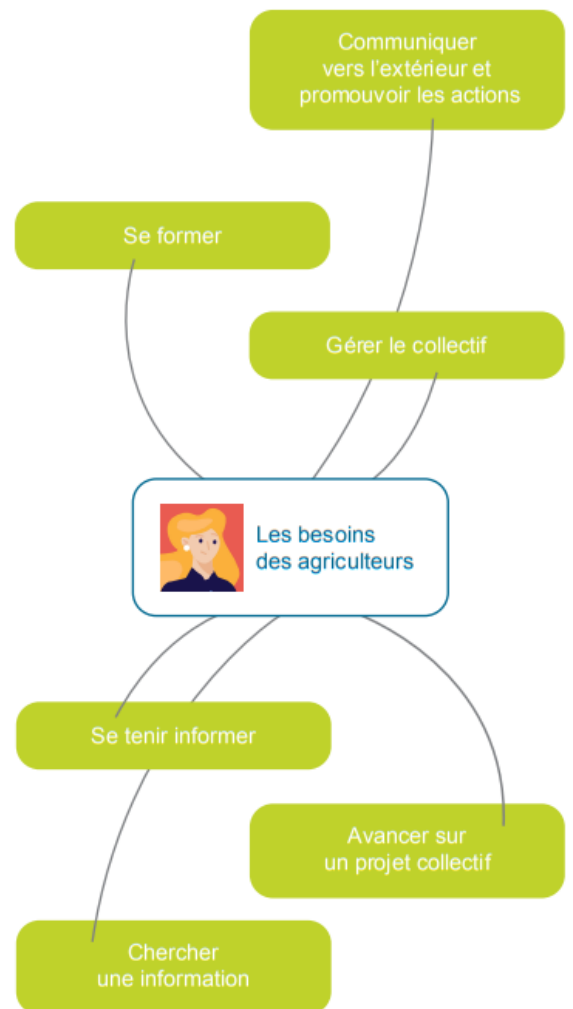 Communiquer
vers l'extérieur et
promouvoir les actions
Se former
Gérer le collectif
Les besoins
des agriculteurs
Se tenir informer
Avancer sur
un projet collectif
Chercher
une information